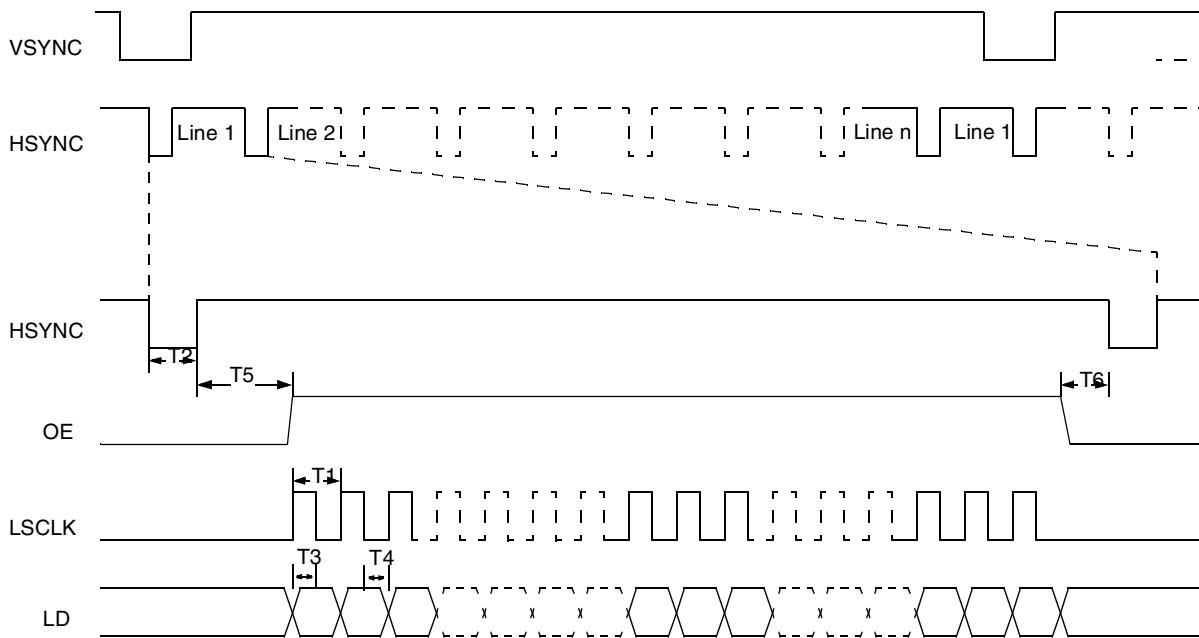 VSYNC
HSYNC
Line 1
Line 2
Line n
Line 1
HSYNC
T2
T5
T6
OE
T1
LSCLK
T3
T4
LD